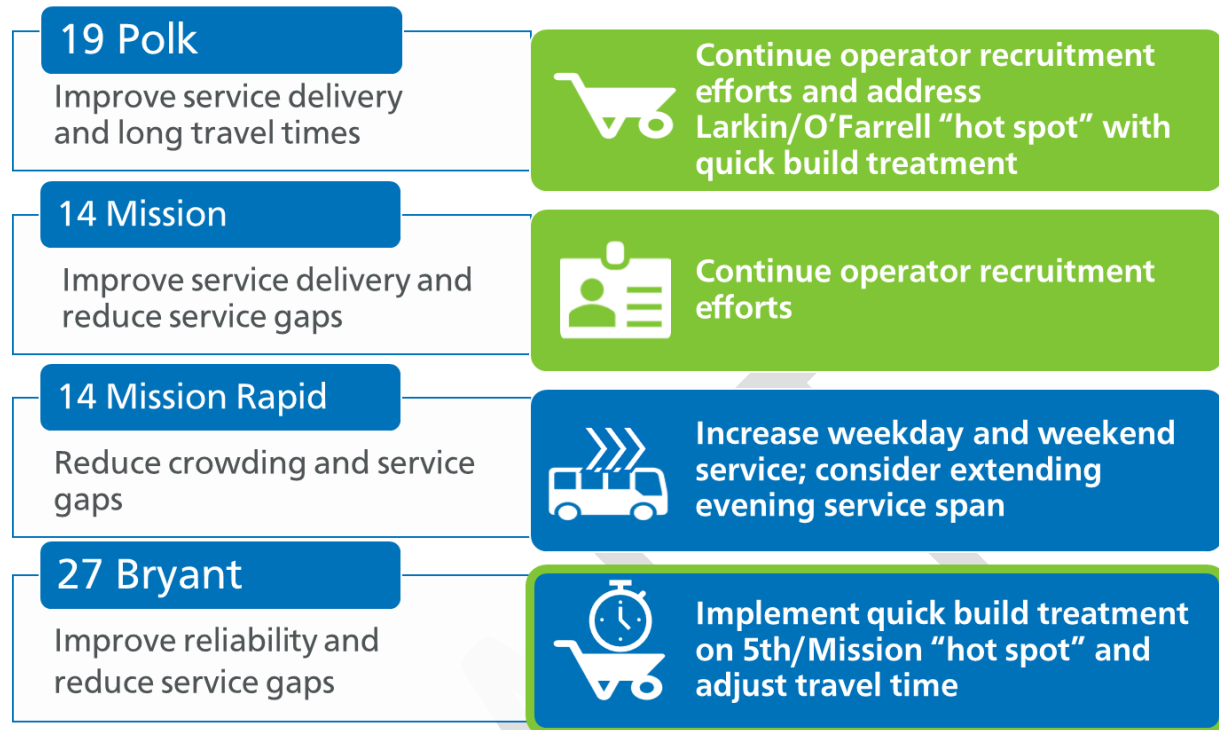 19 Polk
Improve service delivery
and long travel times
Continue operator recruitment
efforts and address
Larkin/O’Farrell “hot spot” with
quick build treatment
14 Mission
Improve service delivery and
reduce service gaps
Continue operator recruitment
efforts
14 Mission Rapid
Reduce crowding and service
gaps
Increase weekday and weekend
service; consider extending
evening service span
27 Bryant
Improve reliability and
reduce service gaps
Implement quick build treatment
on 5th/Mission “hot spot” and
adjust travel time